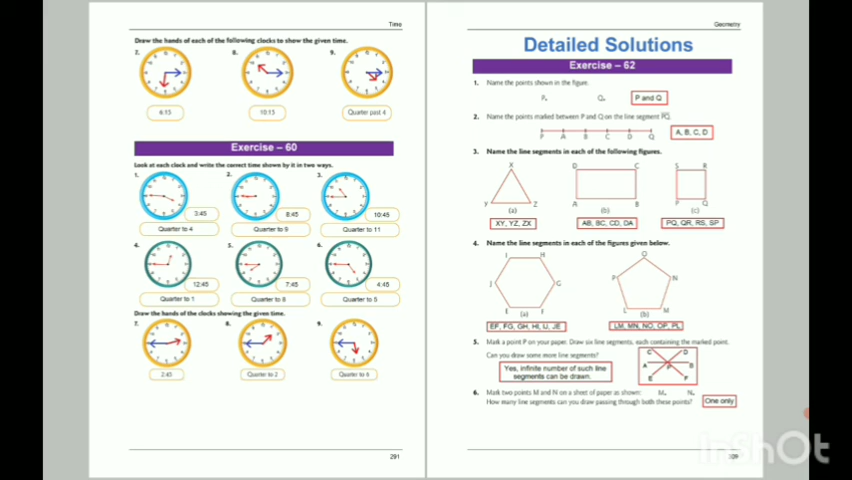 Time
Draw the hands of each of the following clocks to show the given time.
7. 8. 9.
6:15 10:15 Quarter past 4
Exercise – 60
Look at each clock and write the correct time shown by it in two ways.
1. 2. 3.
3:45 8:45 10:45
Quarter to 4 Quarter to 9 Quarter to 11
4. 5. 6.
12:45 7:45 4:45
Quarter to 1 Quarter to 8 Quarter to 5
Draw the hands of the clocks showing the given time.
7. 8. 9.
2:45 Quarter to 2 Quarter to 6
291
Geometry
Detailed Solutions
Exercise – 62
1. Name the points shown in the figure.
P. Q. P and Q
2. Name the points marked between P and Q on the line segment PQ.
P A B C D Q A, B, C, D
3. Name the line segments in each of the following figures.
X D C S R
Y Z A B P Q
(a) (b) (c)
XY, YZ, ZX AB, BC, CD, DA PQ, QR, RS, SP
4. Name the line segments in each of the figures given below.
I H O
J G P N
E F L M
(a) (b)
EF, FG, GH, HI, IJ, JE LM, MN, NO, OP, PL
5. Mark a point P on your paper. Draw six line segments, each containing the marked point.
Can you draw some more line segments?
Yes, infinite number of such line
segments can be drawn.
C D
A P B
E F
6. Mark two points M and N on a sheet of paper as shown: M. N.
How many line segments can you draw passing through both these points? One only
309
InShot